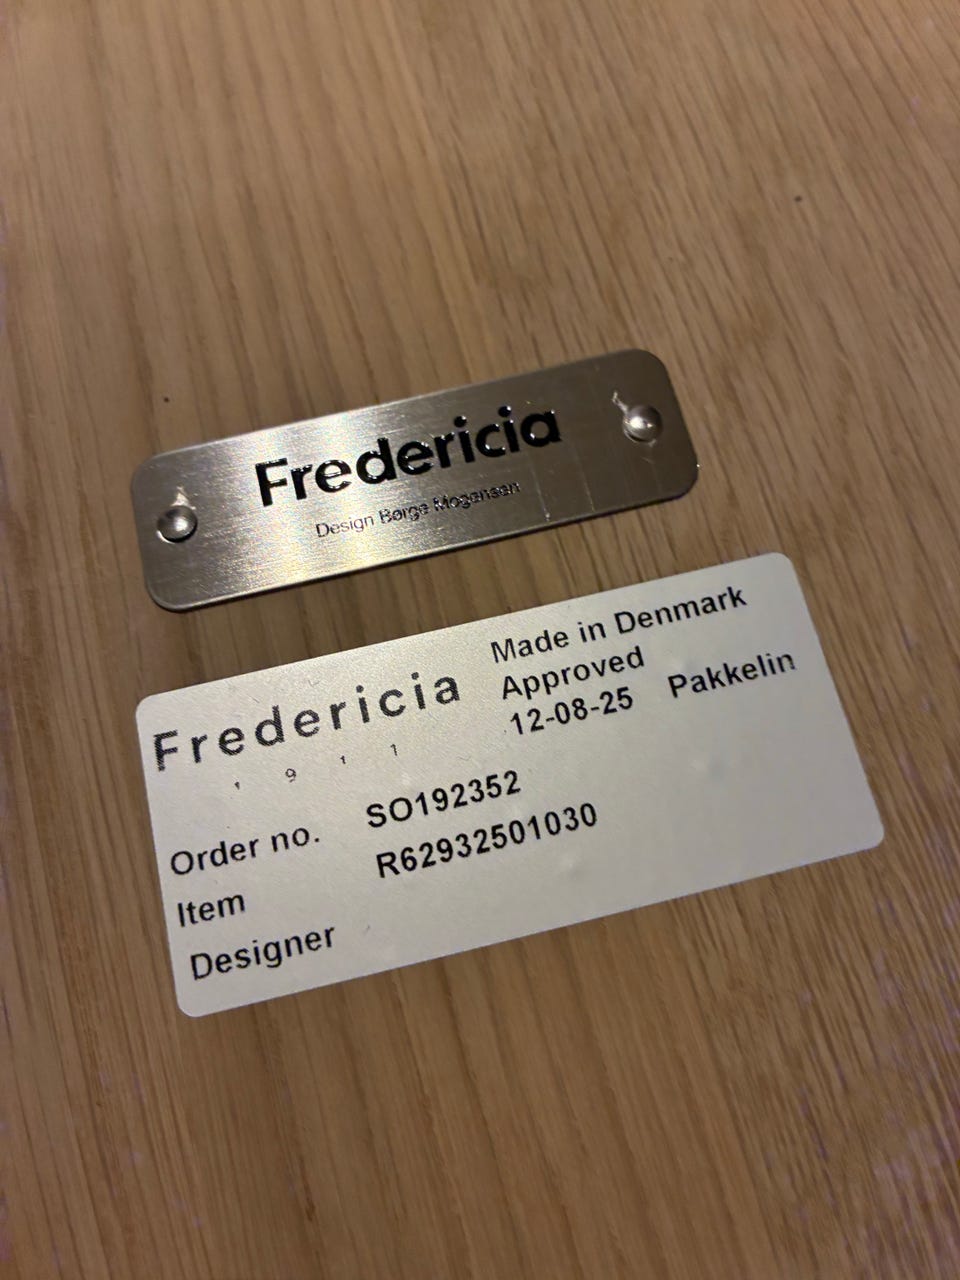 Fredericia
Design Børge Mogensen
Fredericia
1 9 1 1
Made in Denmark
Approved
12-08-25 Pakkelin
Order no. SO192352
Item R62932501030
Designer